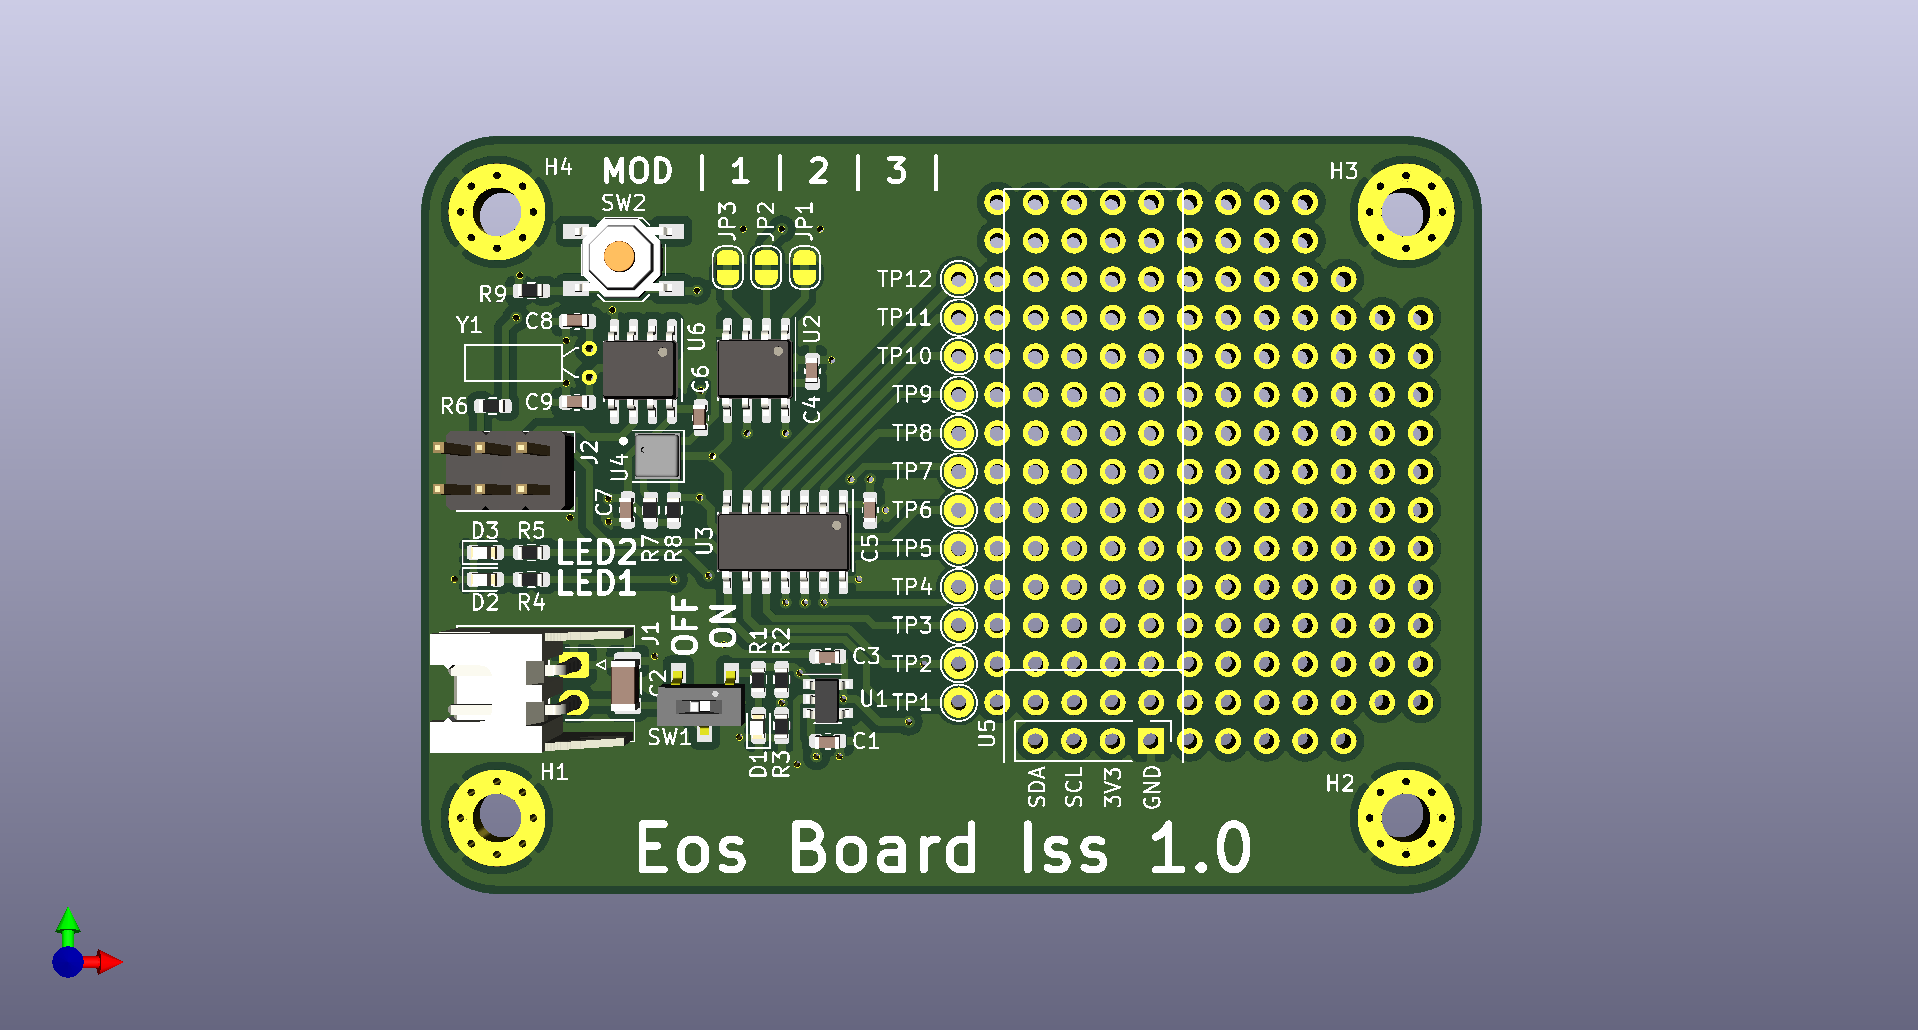 H4
MOD | 1 | 2 | 3 |
H3
SW2
JP3
JP2
JP1
TP12
R9
Y1
C8
U6
U2
TP11
TP10
C6
TP9
R6
C9
C4
TP8
J2
U4
TP7
C7
TP6
D3
R5
LED2
R7
R8
U3
C5
TP5
LED1
TP4
D2
R4
OFF
ON
J1
R1
R2
TP3
C3
TP2
C2
U1
TP1
SW1
D1
R3
C1
U5
H1
SDA
SCL
3V3
GND
H2
Eos Board Iss 1.0